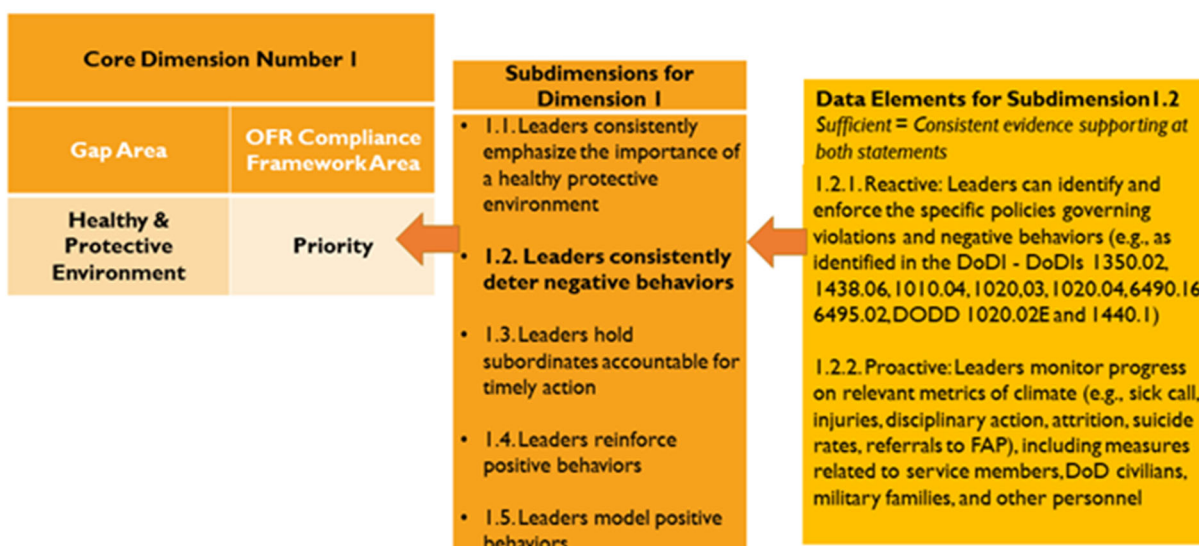 Core Dimension Number 1
Gap Area
OFR Compliance
Framework Area
Healthy &
Protective
Environment
Priority
Subdimensions for
Dimension 1
• 1.1. Leaders consistently
emphasize the importance of
a healthy protective
environment
• 1.2. Leaders consistently
deter negative behaviors
• 1.3. Leaders hold
subordinates accountable for
timely action
• 1.4. Leaders reinforce
positive behaviors
• 1.5. Leaders model positive
behaviors
Data Elements for Subdimension1.2
Sufficient = Consistent evidence supporting at
both statements
1.2.1. Reactive: Leaders can identify and
enforce the specific policies governing
violations and negative behaviors (e.g., as
identified in the DoDI - DoDIs 1350.02,
1438.06,1010.04,1020,03,1020.04,6490.16
6495.02,DODD 1020.02E and 1440.1)
1.2.2. Proactive: Leaders monitor progress
on relevant metrics of climate (e.g., sick call,
injuries, disciplinary action, attrition, suicide
rates, referrals to FAP), including measures
related to service members, DoD civilians,
military families, and other personnel